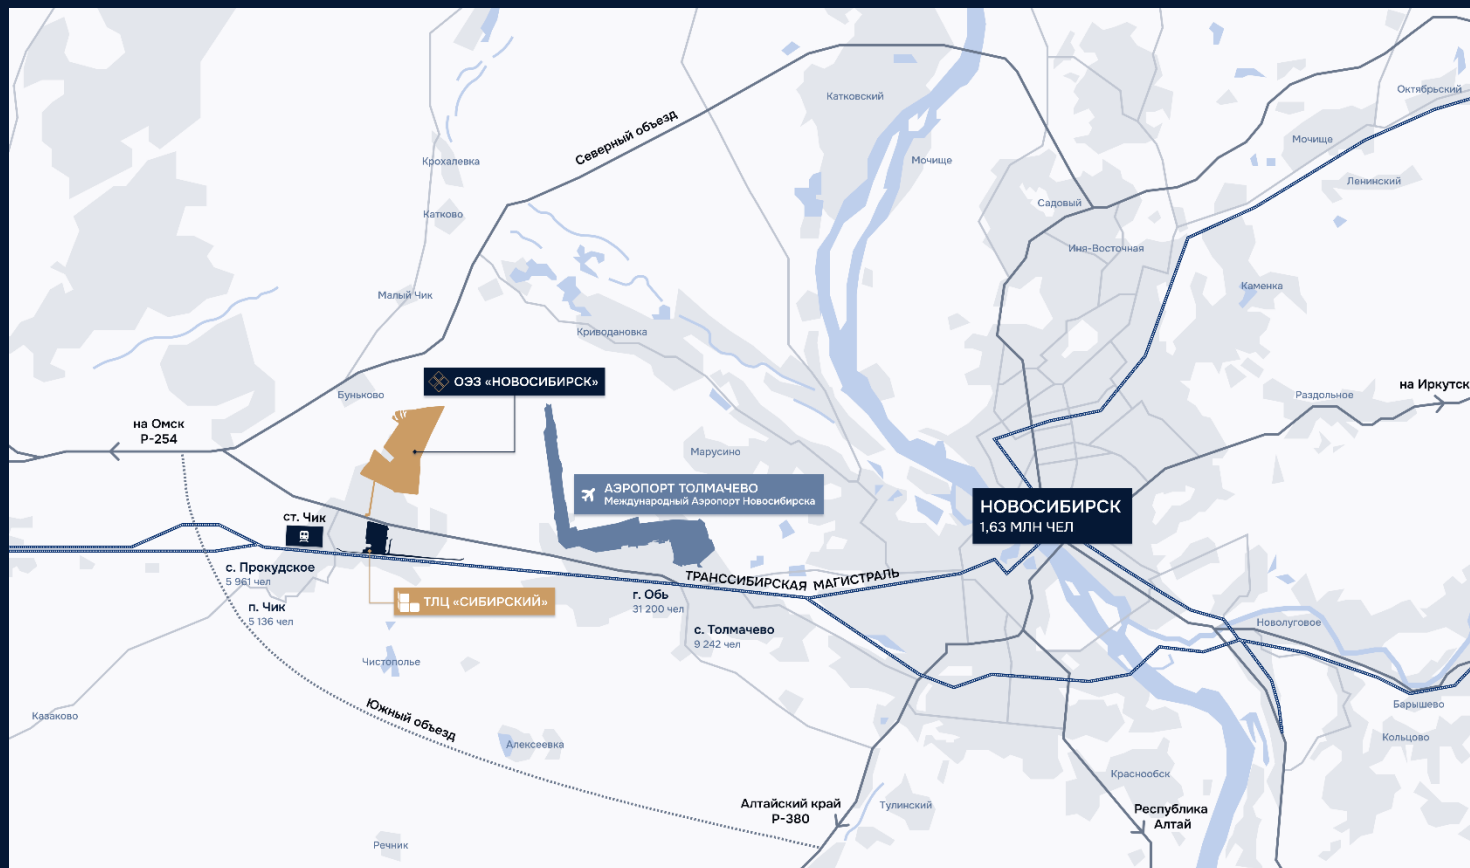 Катковский
Октябрьский
Северный объезд
Мочище
Мочище
Крохалевка
Ленинский
Садовый
Катково
Иня-Восточная
Каменка
Малый Чик
Криводановка
ОЭЗ «НОВОСИБИРСК»
на Иркутск
Буньково
Раздольное
на Омск
Р-254
Марусино
АЭРОПОРТ ТОЛМАЧЕВО
Международный Аэропорт Новосибирска
НОВОСИБИРСК
1,63 МЛН ЧЕЛ
ст. Чик
с. Прокудское
5 961 чел
ТРАНССИБИРСКАЯ МАГИСТРАЛЬ
п. Чик
5 136 чел
ТЛЦ «СИБИРСКИЙ»
г. Обь
31 200 чел
с. Толмачево
9 242 чел
Новолуговое
Чистополье
Казаково
Южный объезд
Барышево
Алексеевка
Кольцово
Краснообск
Алтайский край
Р-380
Тулинский
Республика
Алтай
Речник